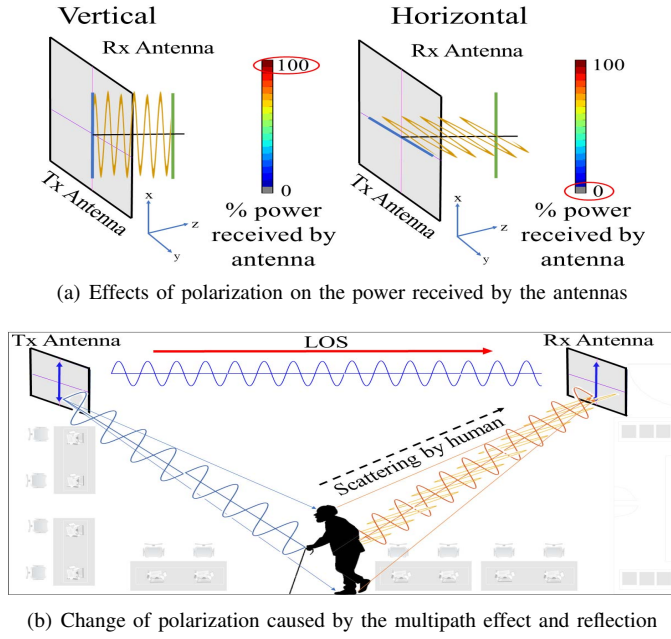 Vertical
Horizontal
Rx Antenna
Rx Antenna
100
100
Tx Antenna
Tx Antenna
x
z
y
x
z
y
0
0
% power
received by
antenna
% power
received by
antenna
(a) Effects of polarization on the power received by the antennas
Tx Antenna
LOS
Rx Antenna
Scattering by human
(b) Change of polarization caused by the multipath effect and reflection